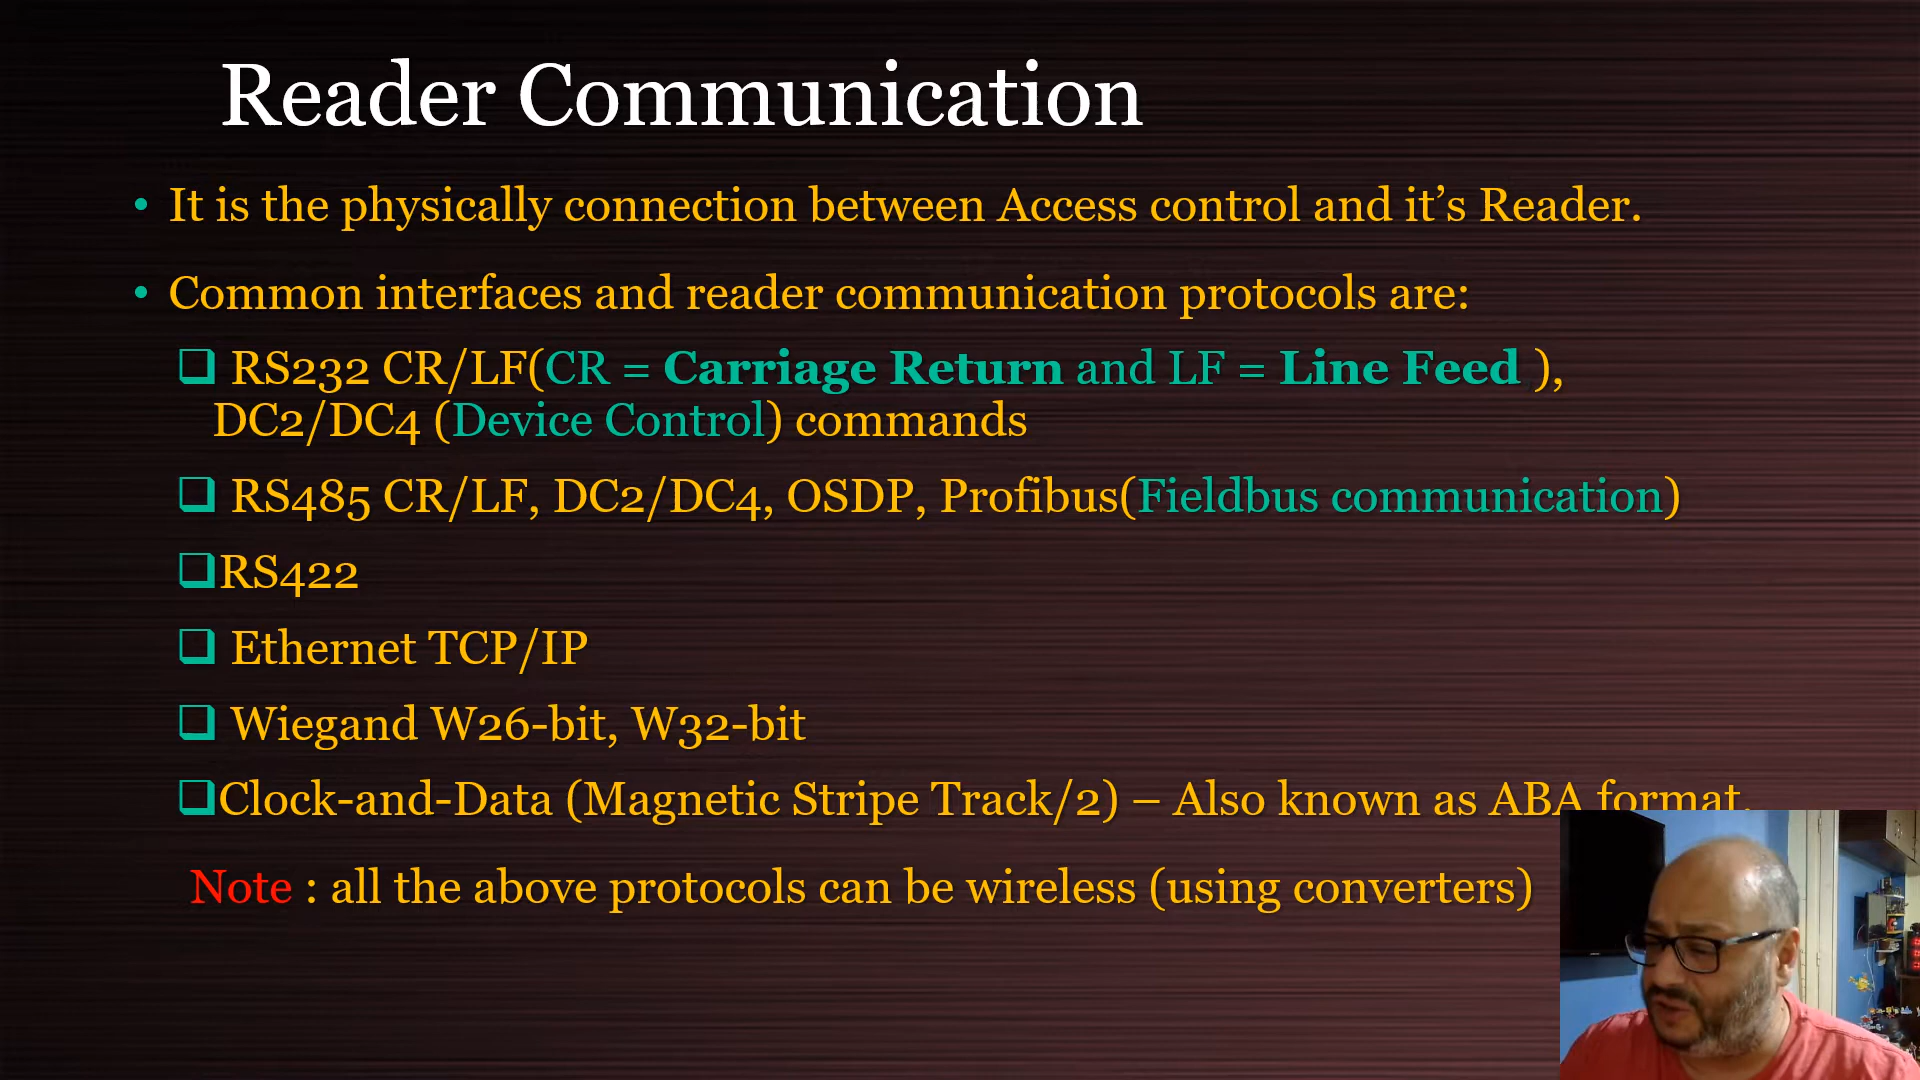 Reader Communication
• It is the physically connection between Access control and it’s Reader.
• Common interfaces and reader communication protocols are:
❑ RS232 CR/LF(CR = Carriage Return and LF = Line Feed ),
DC2/DC4 (Device Control) commands
❑ RS485 CR/LF, DC2/DC4, OSDP, Profibus(Fieldbus communication)
❑RS422
❑ Ethernet TCP/IP
❑ Wiegand W26-bit, W32-bit
❑Clock-and-Data (Magnetic Stripe Track/2) – Also known as ABA format.
Note : all the above protocols can be wireless (using converters)